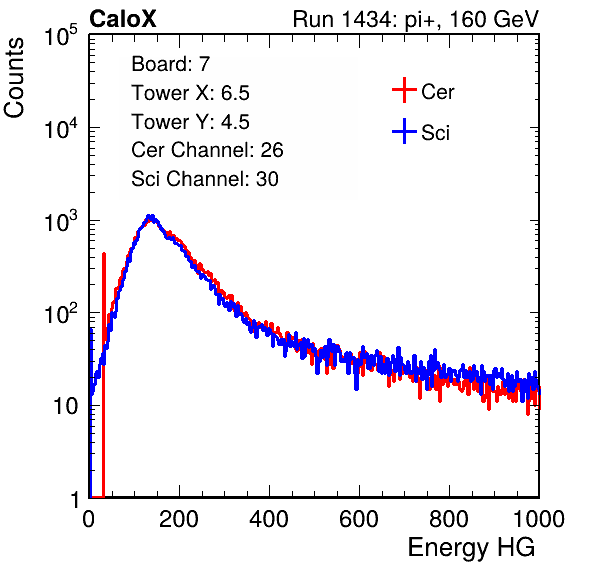 CaloX Run 1434: pi+, 160 GeV
Counts
10^5
10^4
10^3
10^2
10
1
Board: 7
Tower X: 6.5
Tower Y: 4.5
Cer Channel: 26
Sci Channel: 30
Cer
Sci
0 200 400 600 800 1000
Energy HG